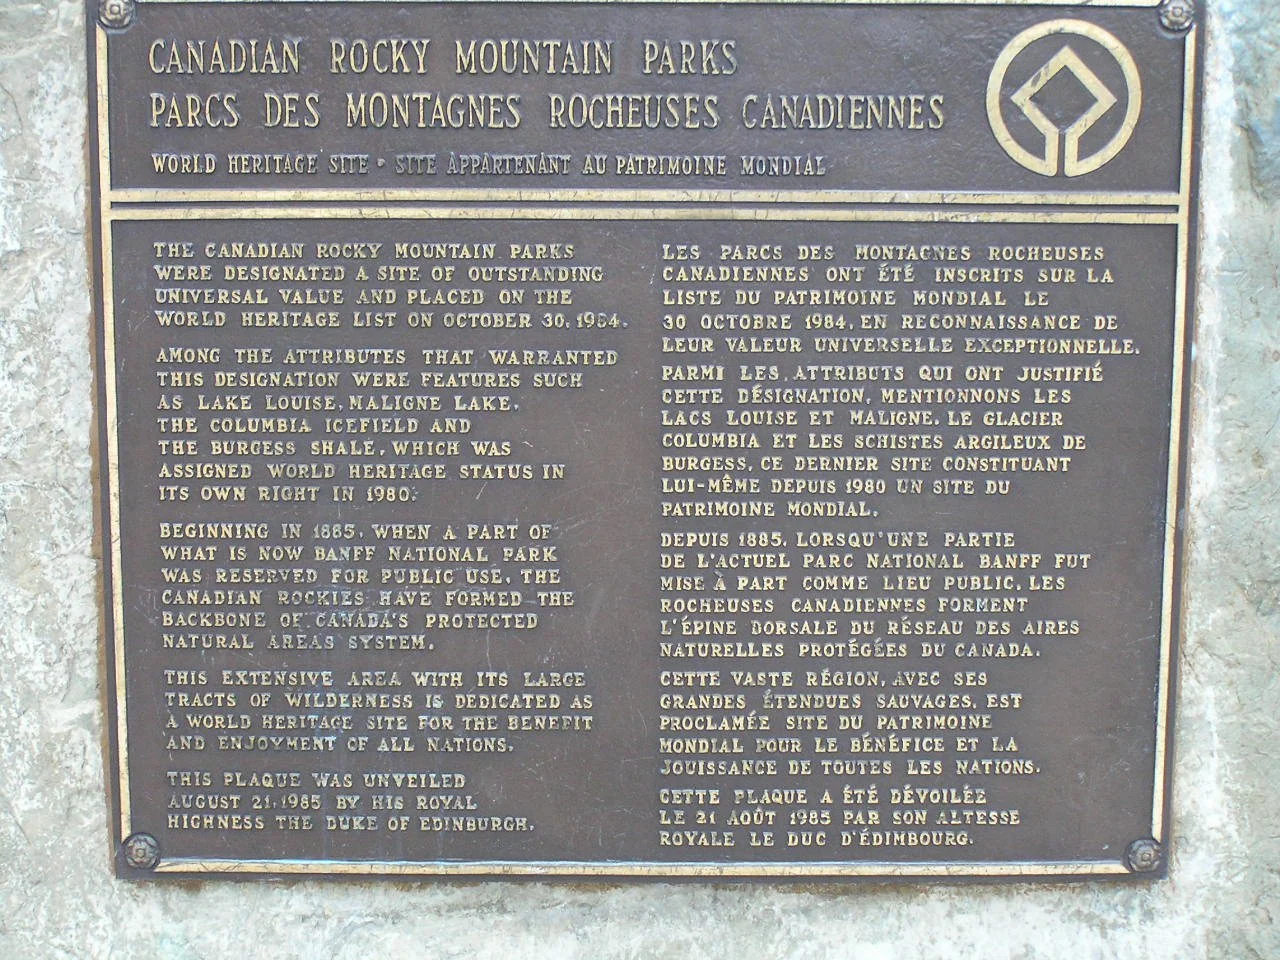 CANADIAN ROCKY MOUNTAIN PARKS
PARCS DES MONTAGNES ROCHEUSES CANADIENNES
WORLD HERITAGE SITE • SITE APPARTENANT AU PATRIMOINE MONDIAL
THE CANADIAN ROCKY MOUNTAIN PARKS
WERE DESIGNATED A SITE OF OUTSTANDING
UNIVERSAL VALUE AND PLACED ON THE
WORLD HERITAGE LIST ON OCTOBER 30, 1984.
AMONG THE ATTRIBUTES THAT WARRANTED
THIS DESIGNATION WERE FEATURES SUCH
AS LAKE LOUISE, MALIGNE LAKE,
THE COLUMBIA ICEFIELD AND
THE BURGESS SHALE, WHICH WAS
ASSIGNED WORLD HERITAGE STATUS IN
ITS OWN RIGHT IN 1980.
BEGINNING IN 1885, WHEN A PART OF
WHAT IS NOW BANFF NATIONAL PARK
WAS RESERVED FOR PUBLIC USE, THE
CANADIAN ROCKIES HAVE FORMED THE
BACKBONE OF CANADA'S PROTECTED
NATURAL AREAS SYSTEM.
THIS EXTENSIVE AREA WITH ITS LARGE
TRACTS OF WILDERNESS IS DEDICATED AS
A WORLD HERITAGE SITE FOR THE BENEFIT
AND ENJOYMENT OF ALL NATIONS.
THIS PLAQUE WAS UNVEILED
AUGUST 21, 1985 BY HIS ROYAL
HIGHNESS THE DUKE OF EDINBURGH.
LES PARCS DES MONTAGNES ROCHEUSES
CANADIENNES ONT ÉTÉ INSCRITS SUR LA
LISTE DU PATRIMOINE MONDIAL LE
30 OCTOBRE 1984, EN RECONNAISSANCE DE
LEUR VALEUR UNIVERSELLE EXCEPTIONNELLE.
PARMI LES ATTRIBUTS QUI ONT JUSTIFIÉ
CETTE DÉSIGNATION, MENTIONNONS LES
LACS LOUISE ET MALIGNE, LE GLACIER
COLUMBIA ET LES SCHISTES ARGILEUX DE
BURGESS, CE DERNIER SITE CONSTITUANT
LUI-MÊME DEPUIS 1980 UN SITE DU
PATRIMOINE MONDIAL.
DEPUIS 1885, LORSQU'UNE PARTIE
DE L'ACTUEL PARC NATIONAL BANFF FUT
MISE À PART COMME LIEU PUBLIC, LES
ROCHEUSES CANADIENNES FORMENT
L'ÉPINE DORSALE DU RÉSEAU DES AIRES
NATURELLES PROTÉGÉES DU CANADA.
CETTE VASTE RÉGION, AVEC SES
GRANDES ÉTENDUES SAUVAGES, EST
PROCLAMÉE SITE DU PATRIMOINE
MONDIAL POUR LE BÉNÉFICE ET LA
JOUISSANCE DE TOUTES LES NATIONS.
CETTE PLAQUE A ÉTÉ DÉVOILÉE
LE 21 AOÛT 1985 PAR SON ALTESSE
ROYALE LE DUC D'ÉDIMBOURG.